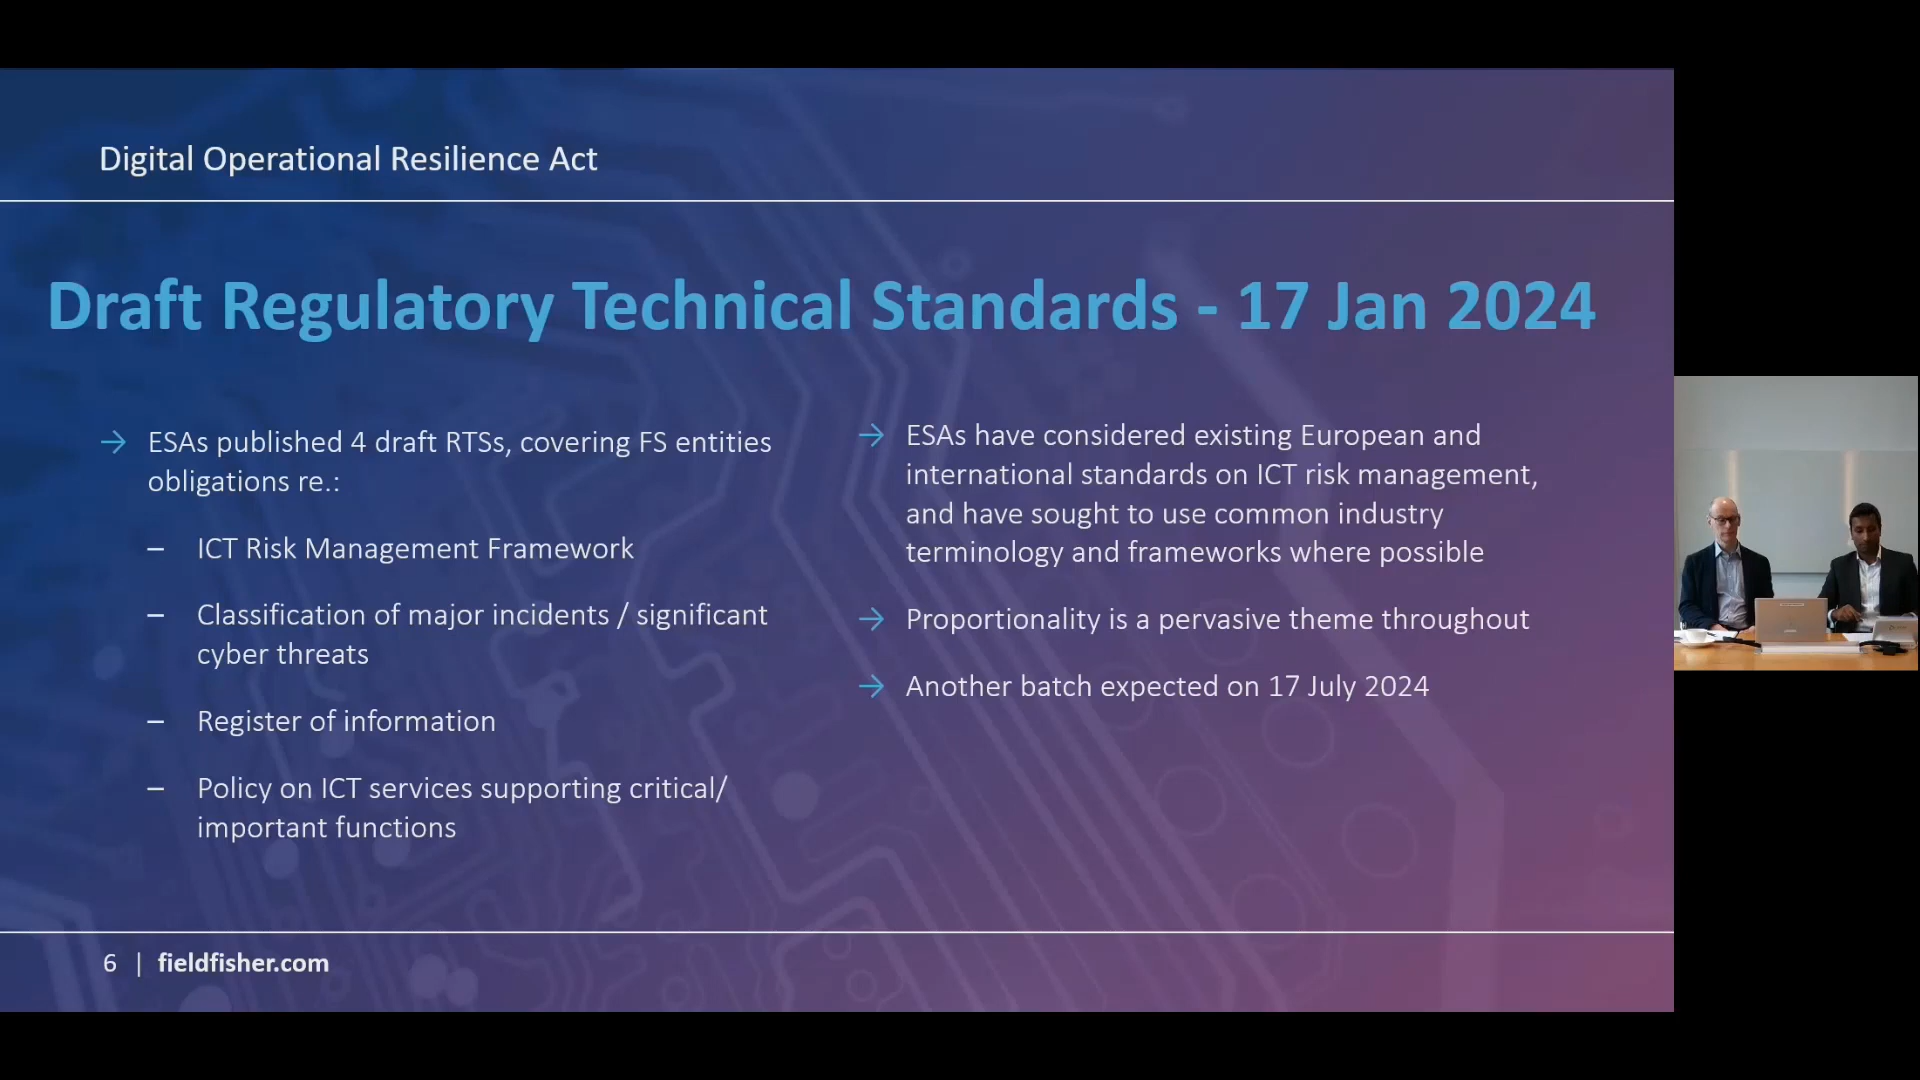 Digital Operational Resilience Act
Draft Regulatory Technical Standards - 17 Jan 2024
→ ESAs published 4 draft RTSs, covering FS entities
obligations re.:
– ICT Risk Management Framework
– Classification of major incidents / significant
cyber threats
– Register of information
– Policy on ICT services supporting critical/
important functions
→ ESAs have considered existing European and
international standards on ICT risk management,
and have sought to use common industry
terminology and frameworks where possible
→ Proportionality is a pervasive theme throughout
→ Another batch expected on 17 July 2024
6 | fieldfisher.com